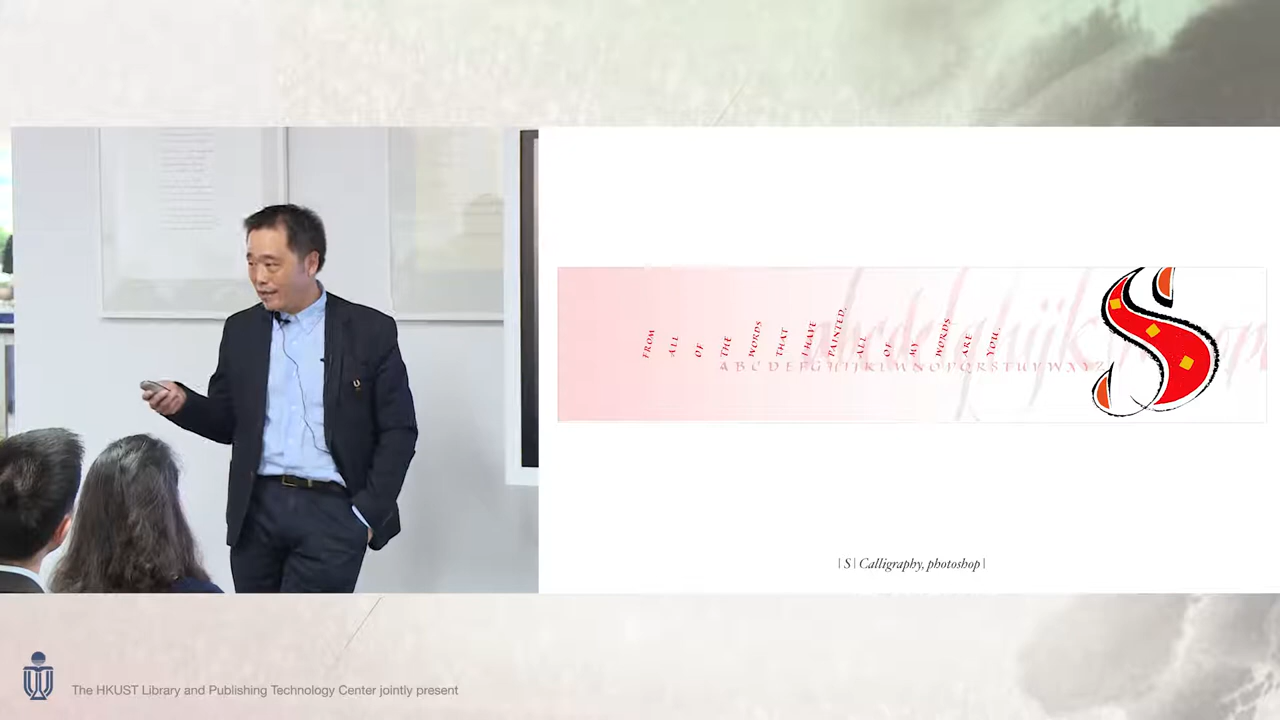 FROM ALL OF THE WORDS THAT I HAVE PAINTED, ALL OF MY WORDS ARE YOU.
ABCDEFGHIJKLMNOPQRSTUVWXYZ
S
| S | Calligraphy, photoshop |
The HKUST Library and Publishing Technology Center jointly present